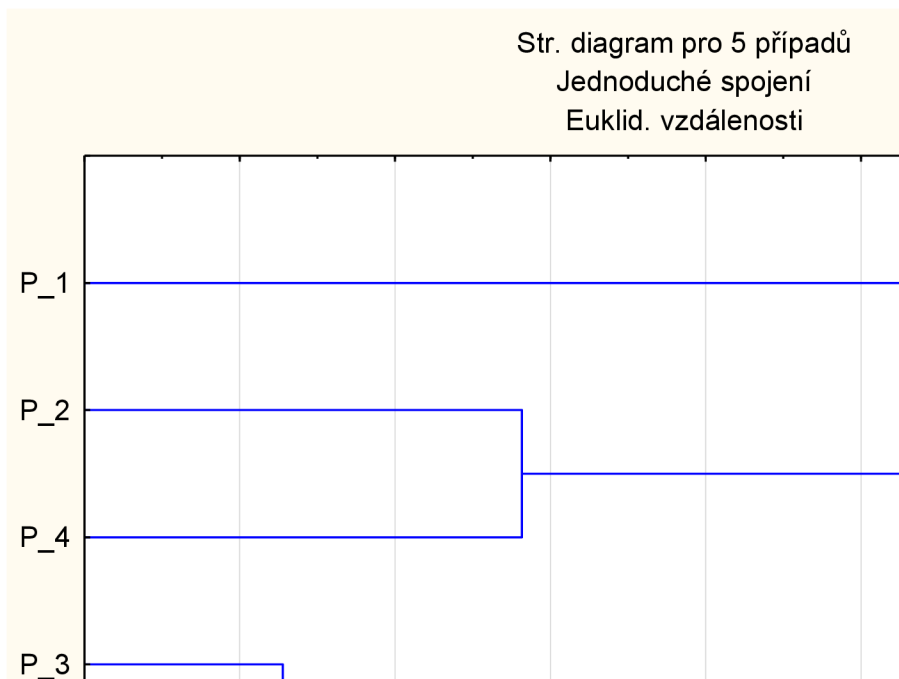 Str. diagram pro 5 případů
Jednoduché spojení
Euklid. vzdálenosti
P_1
P_2
P_4
P_3